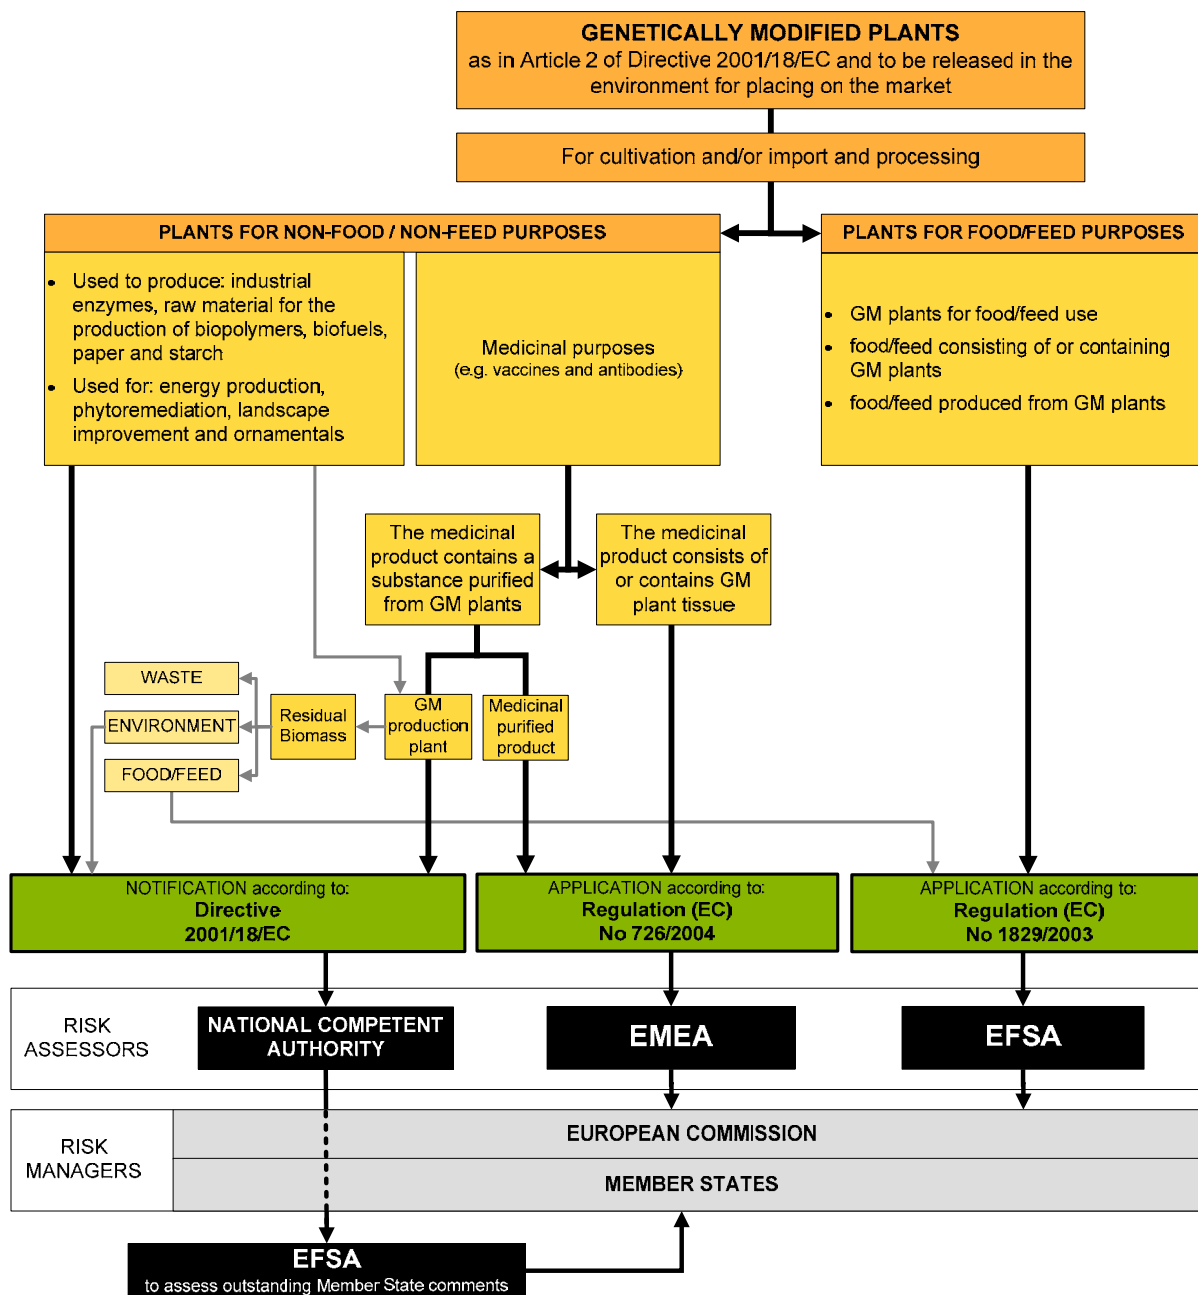 GENETICALLY MODIFIED PLANTS
as in Article 2 of Directive 2001/18/EC and to be released in the
environment for placing on the market
For cultivation and/or import and processing
PLANTS FOR NON-FOOD / NON-FEED PURPOSES
PLANTS FOR FOOD/FEED PURPOSES
• Used to produce: industrial
enzymes, raw material for the
production of biopolymers, biofuels,
paper and starch
• Used for: energy production,
phytoremediation, landscape
improvement and ornamentals
Medicinal purposes
(e.g. vaccines and antibodies)
• GM plants for food/feed use
• food/feed consisting of or containing
GM plants
• food/feed produced from GM plants
The medicinal
product contains a
substance purified
from GM plants
The medicinal
product consists of
or contains GM
plant tissue
WASTE
ENVIRONMENT
FOOD/FEED
Residual
Biomass
GM
production
plant
Medicinal
purified
product
NOTIFICATION according to:
Directive
2001/18/EC
APPLICATION according to:
Regulation (EC)
No 726/2004
APPLICATION according to:
Regulation (EC)
No 1829/2003
RISK
ASSESSORS
NATIONAL COMPETENT
AUTHORITY
EMEA
EFSA
RISK
MANAGERS
EUROPEAN COMMISSION
MEMBER STATES
EFSA
to assess outstanding Member State comments